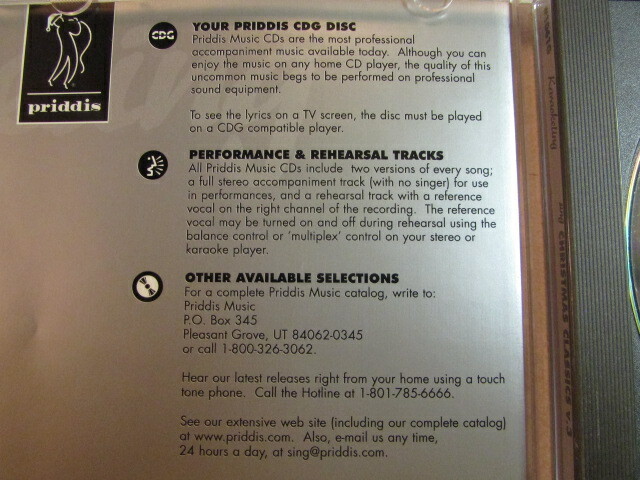 priddis
CDG
YOUR PRIDDIS CDG DISC
Priddis Music CDs are the most professional
accompaniment music available today. Although you can
enjoy the music on any home CD player, the quality of this
uncommon music begs to be performed on professional
sound equipment.
To see the lyrics on a TV screen, the disc must be played
on a CDG compatible player.
PERFORMANCE & REHEARSAL TRACKS
All Priddis Music CDs include two versions of every song;
a full stereo accompaniment track (with no singer) for use
in performances, and a rehearsal track with a reference
vocal on the right channel of the recording. The reference
vocal may be turned on and off during rehearsal using the
balance control or 'multiplex' control on your stereo or
karaoke player.
OTHER AVAILABLE SELECTIONS
For a complete Priddis Music catalog, write to:
Priddis Music
P.O. Box 345
Pleasant Grove, UT 84062-0345
or call 1-800-326-3062.
Hear our latest releases right from your home using a touch
tone phone. Call the Hotline at 1-801-785-6666.
See our extensive web site (including our complete catalog)
at www.priddis.com. Also, e-mail us any time,
24 hours a day, at sing@priddis.com.
CHRISTMAS CLASSICS v.3